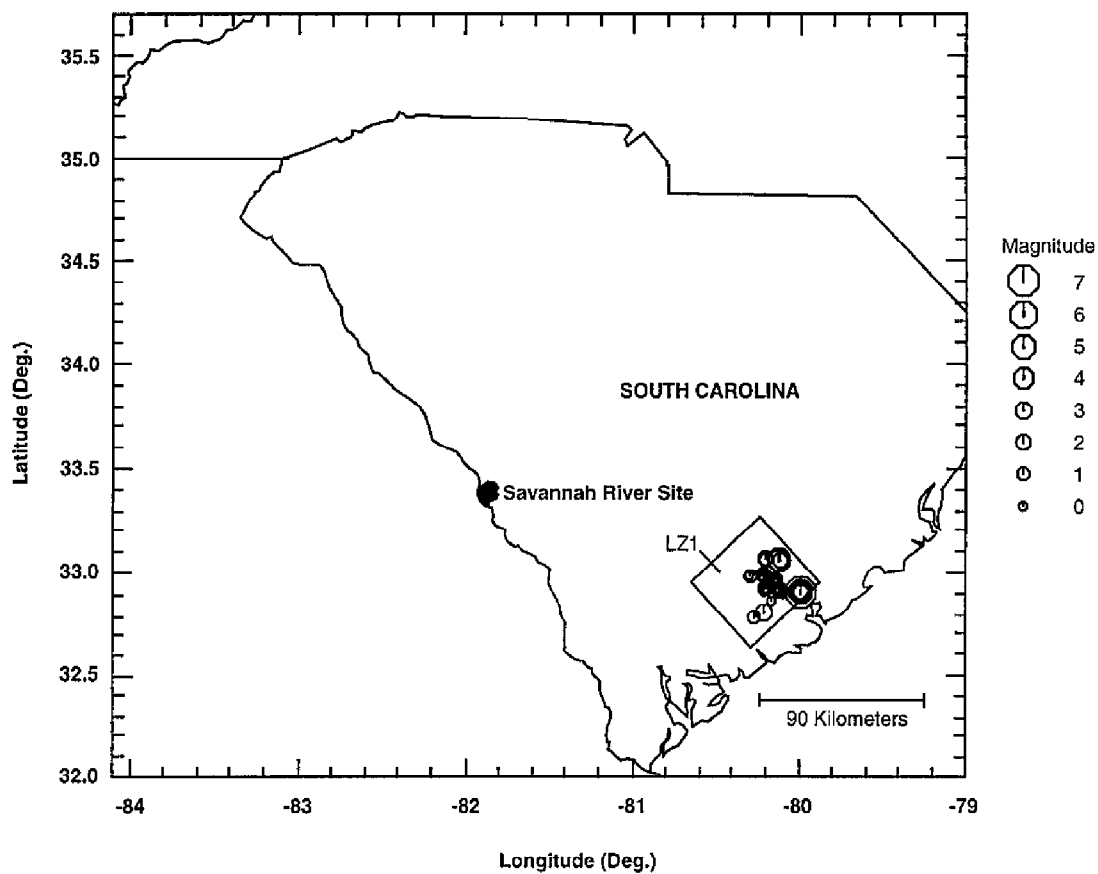 35.5
35.0
34.5
34.0
33.5
33.0
32.5
32.0
Latitude (Deg.)
SOUTH CAROLINA
Savannah River Site
LZ1
90 Kilometers
-84 -83 -82 -81 -80 -79
Longitude (Deg.)
Magnitude
7
6
5
4
3
2
1
0